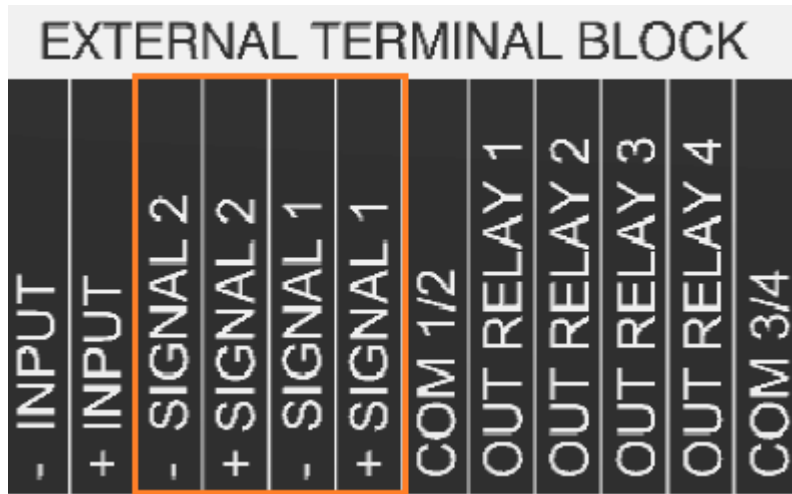 EXTERNAL TERMINAL BLOCK
- INPUT
+ INPUT
- SIGNAL 2
+ SIGNAL 2
- SIGNAL 1
+ SIGNAL 1
COM 1/2
OUT RELAY 1
OUT RELAY 2
OUT RELAY 3
OUT RELAY 4
COM 3/4